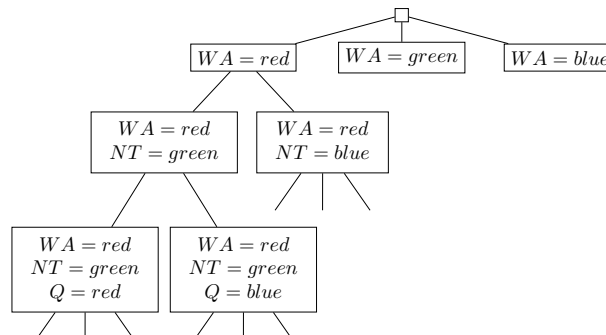 WA = red
WA = green
WA = blue
WA = red
NT = green
WA = red
NT = blue
WA = red
NT = green
Q = red
WA = red
NT = green
Q = blue